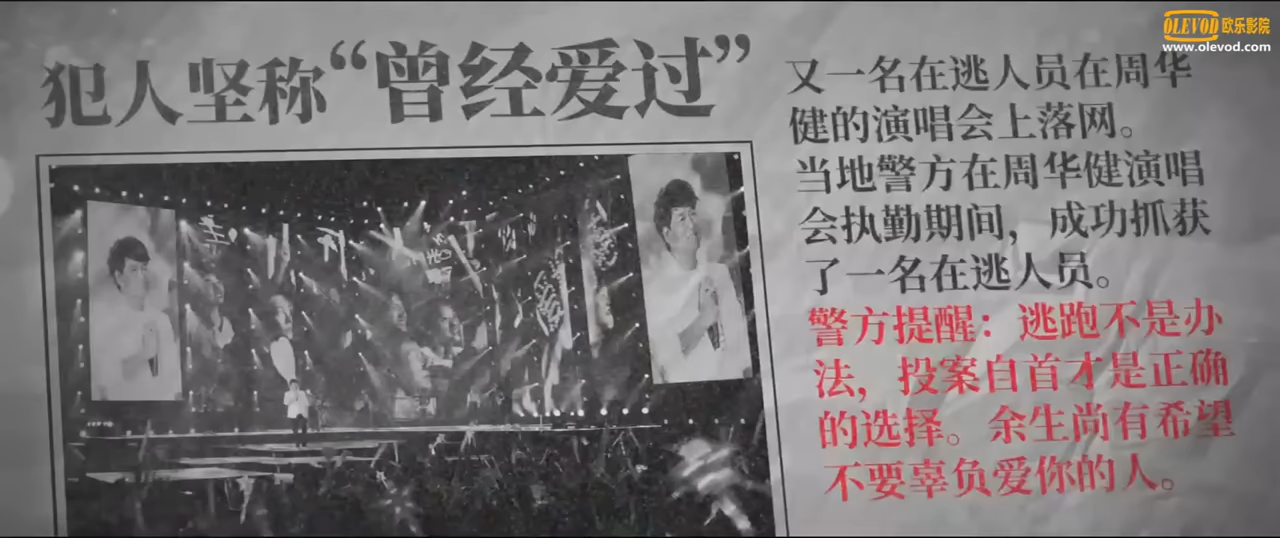 OLEVOD欧乐影院
www.olevod.com
犯人坚称“曾经爱过”
又一名在逃人员在周华
健的演唱会上落网。
当地警方在周华健演唱
会执勤期间，成功抓获
了一名在逃人员。
警方提醒：逃跑不是办
法，投案自首才是正确
的选择。余生尚有希望
不要辜负爱你的人。